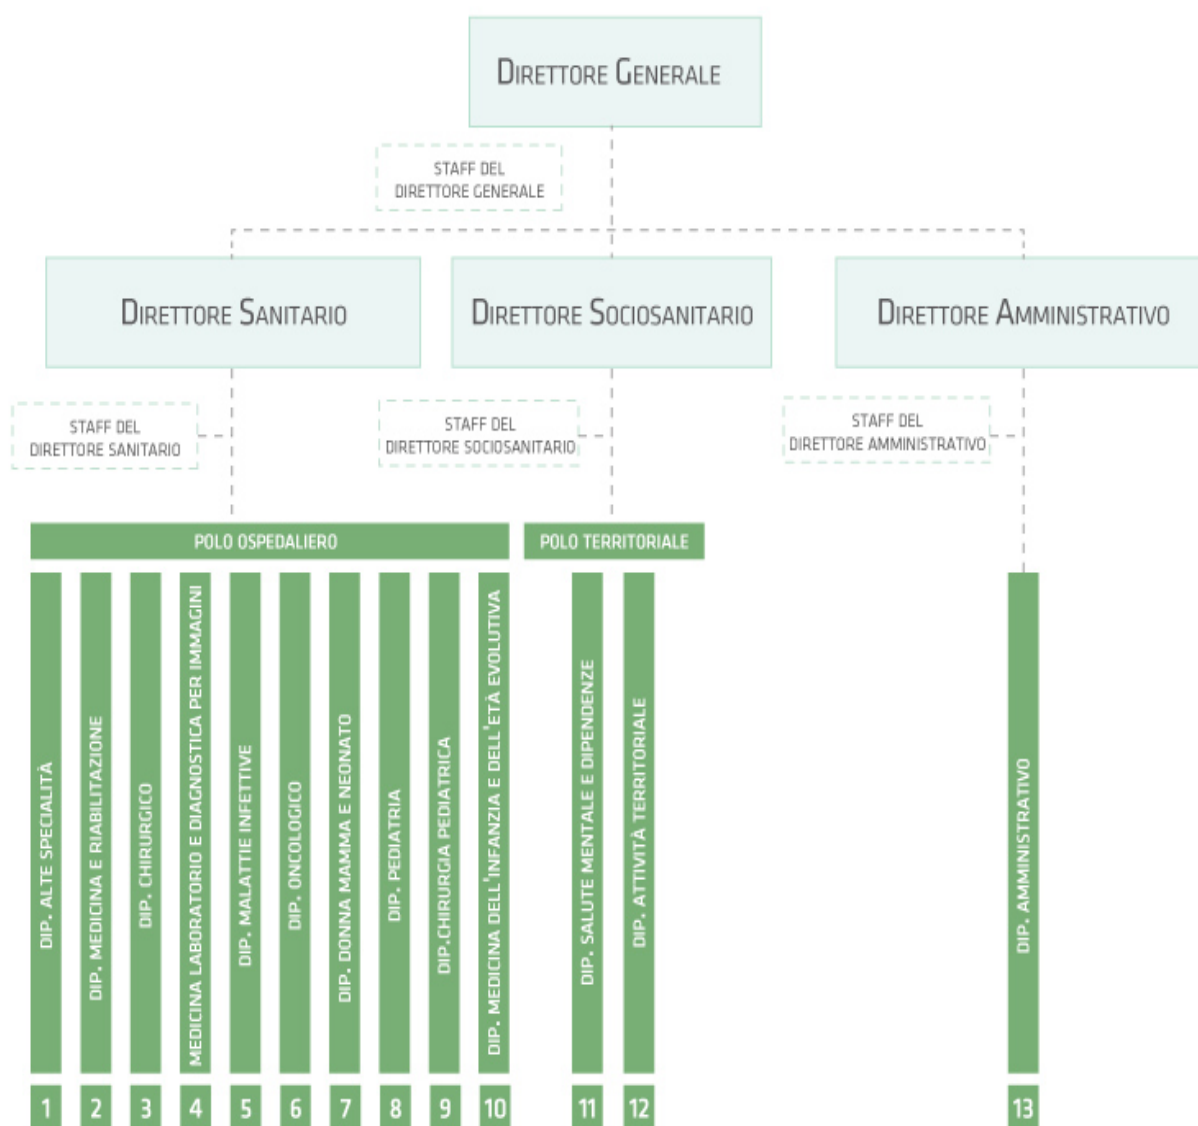 Direttore Generale
STAFF DEL
DIRETTORE GENERALE
Direttore Sanitario
Direttore Sociosanitario
Direttore Amministrativo
STAFF DEL
DIRETTORE SANITARIO
STAFF DEL
DIRETTORE SOCIOSANITARIO
STAFF DEL
DIRETTORE AMMINISTRATIVO
POLO OSPEDALIERO
POLO TERRITORIALE
DIP. ALTE SPECIALITÀ
DIP. MEDICINA E RIABILITAZIONE
DIP. CHIRURGICO
MEDICINA LABORATORIO E DIAGNOSTICA PER IMMAGINI
DIP. MALATTIE INFETTIVE
DIP. ONCOLOGICO
DIP. DONNA MAMMA E NEONATO
DIP. PEDIATRIA
DIP.CHIRURGIA PEDIATRICA
DIP. MEDICINA DELL'INFANZIA E DELL'ETÀ EVOLUTIVA
DIP. SALUTE MENTALE E DIPENDENZE
DIP. ATTIVITÀ TERRITORIALE
DIP. AMMINISTRATIVO
1 2 3 4 5 6 7 8 9 10 11 12 13